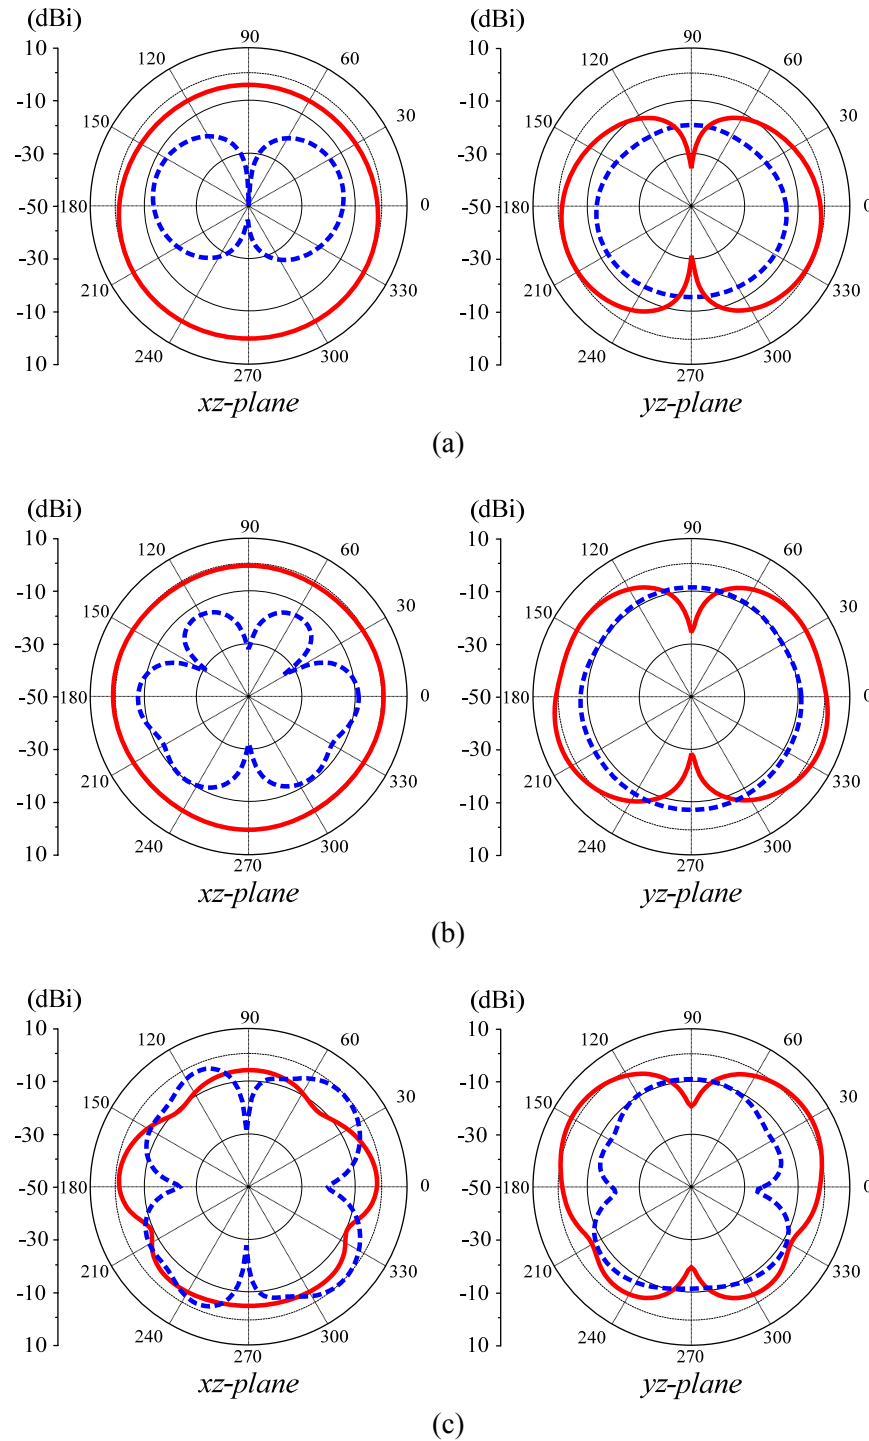 (dBi) (dBi)
10 90 10 90
120 60 120 60
-10 -10
150 30 150 30
-30 -30
-50 180 0 -50 180 0
-30 -30
210 330 210 330
-10 -10
240 300 240 300
10 270 10 270
xz-plane yz-plane
(a)
(dBi) (dBi)
10 90 10 90
120 60 120 60
-10 -10
150 30 150 30
-30 -30
-50 180 0 -50 180 0
-30 -30
210 330 210 330
-10 -10
240 300 240 300
10 270 10 270
xz-plane yz-plane
(b)
(dBi) (dBi)
10 90 10 90
120 60 120 60
-10 -10
150 30 150 30
-30 -30
-50 180 0 -50 180 0
-30 -30
210 330 210 330
-10 -10
240 300 240 300
10 270 10 270
xz-plane yz-plane
(c)